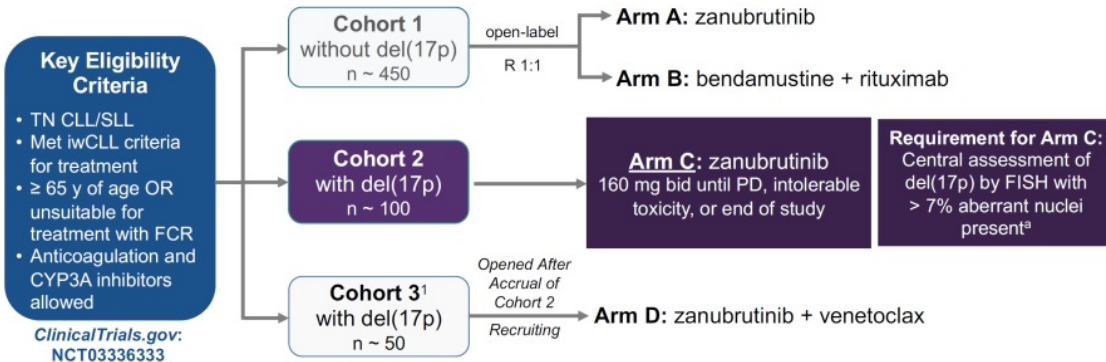 Key Eligibility
Criteria
• TN CLL/SLL
• Met iwCLL criteria
for treatment
• ≥ 65 y of age OR
unsuitable for
treatment with FCR
• Anticoagulation and
CYP3A inhibitors
allowed
ClinicalTrials.gov:
NCT03336333
Cohort 1
without del(17p)
n ~ 450
open-label
R 1:1
Arm A: zanubrutinib
Arm B: bendamustine + rituximab
Cohort 2
with del(17p)
n ~ 100
Arm C: zanubrutinib
160 mg bid until PD, intolerable
toxicity, or end of study
Requirement for Arm C:
Central assessment of
del(17p) by FISH with
> 7% aberrant nuclei
presentᵃ
Cohort 3¹
with del(17p)
n ~ 50
Opened After
Accrual of
Cohort 2
Recruiting
Arm D: zanubrutinib + venetoclax